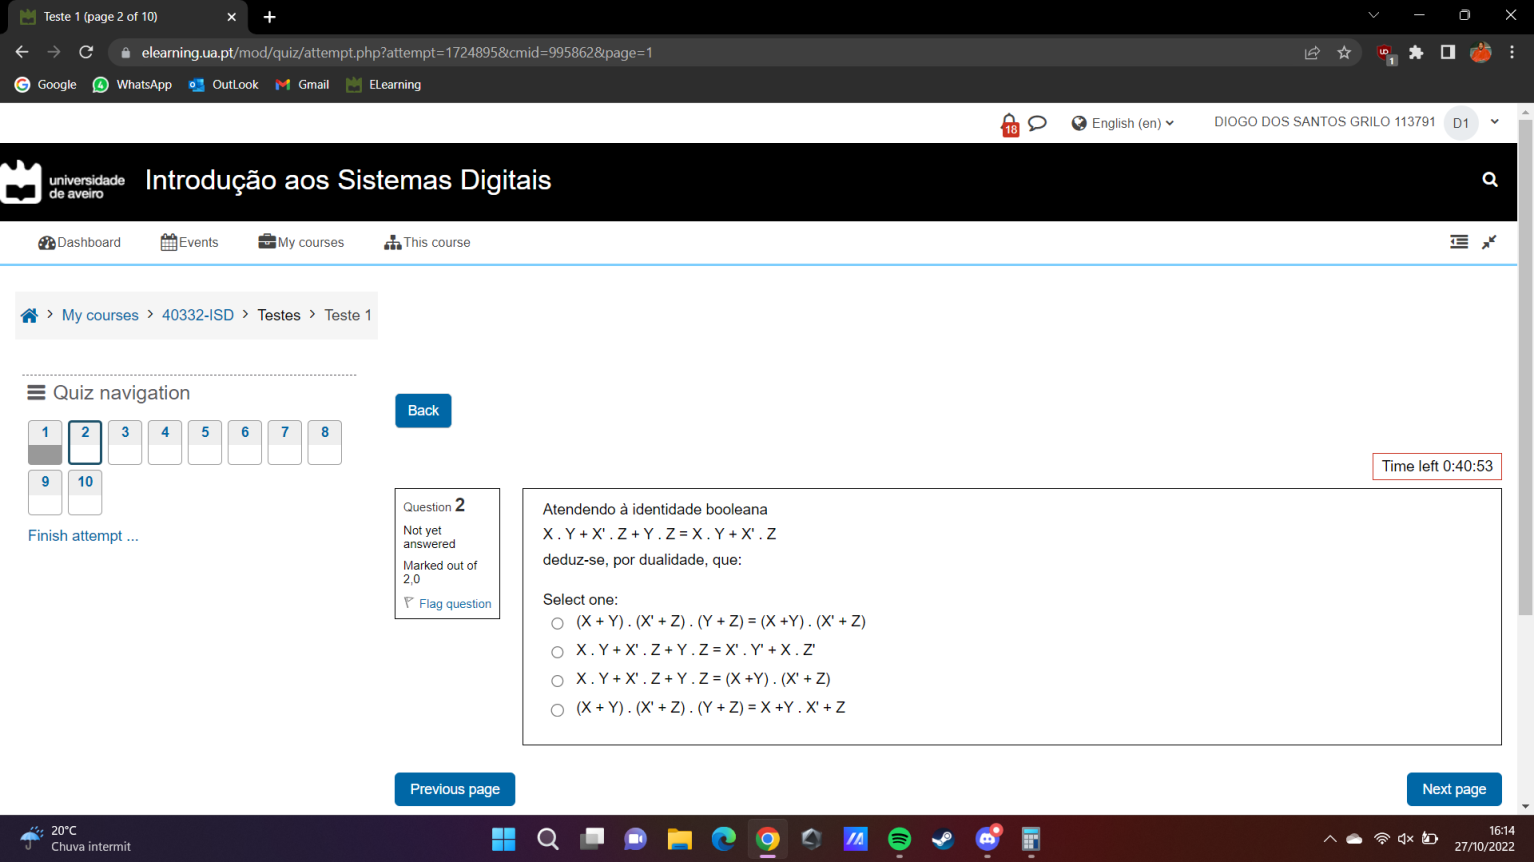 Teste 1 (page 2 of 10)
elearning.ua.pt/mod/quiz/attempt.php?attempt=1724895&cmid=995862&page=1
1
Google
4
WhatsApp
OutLook
Gmail
ELearning
18
English (en)
DIOGO DOS SANTOS GRILO 113791
D1
universidade
de aveiro
Introdução aos Sistemas Digitais
Dashboard
Events
My courses
This course
> My courses > 40332-ISD > Testes > Teste 1
Quiz navigation
1 2 3 4 5 6 7 8
9 10
Finish attempt ...
Back
Time left 0:40:53
Question 2
Not yet
answered
Marked out of
2,0
Flag question
Atendendo à identidade booleana
X . Y + X' . Z + Y . Z = X . Y + X' . Z
deduz-se, por dualidade, que:
Select one:
(X + Y) . (X' + Z) . (Y + Z) = (X +Y) . (X' + Z)
X . Y + X' . Z + Y . Z = X' . Y' + X . Z'
X . Y + X' . Z + Y . Z = (X +Y) . (X' + Z)
(X + Y) . (X' + Z) . (Y + Z) = X +Y . X' + Z
Previous page
Next page
20°C
Chuva intermit
16:14
27/10/2022